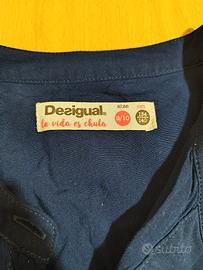 Desigual.
la vida es chula
9/10
subito